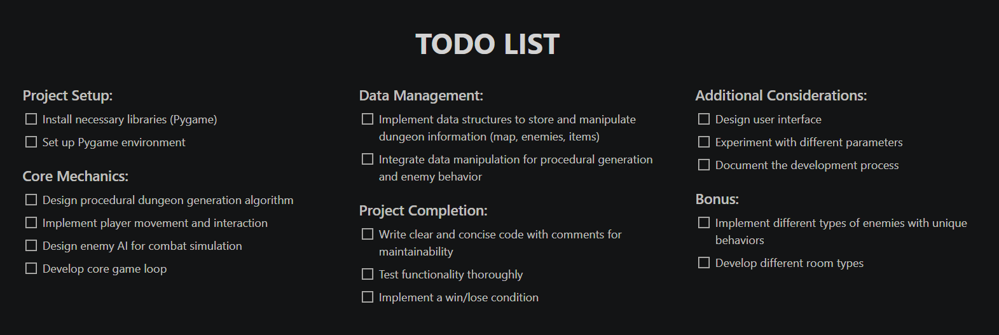 TODO LIST
Project Setup:
Install necessary libraries (Pygame)
Set up Pygame environment
Core Mechanics:
Design procedural dungeon generation algorithm
Implement player movement and interaction
Design enemy AI for combat simulation
Develop core game loop
Data Management:
Implement data structures to store and manipulate
dungeon information (map, enemies, items)
Integrate data manipulation for procedural generation
and enemy behavior
Project Completion:
Write clear and concise code with comments for
maintainability
Test functionality thoroughly
Implement a win/lose condition
Additional Considerations:
Design user interface
Experiment with different parameters
Document the development process
Bonus:
Implement different types of enemies with unique
behaviors
Develop different room types